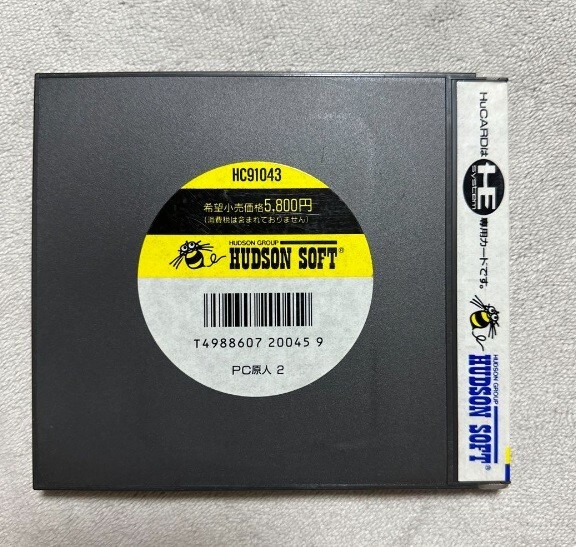 HC91043
希望小売価格5,800円
(消費税は含まれておりません)
HUDSON GROUP
HUDSON SOFT®
T4988607 20045 9
PC原人 2
HuCARDは
HE
SYSTEM
専用カードです。
HUDSON GROUP
HUDSON SOFT®